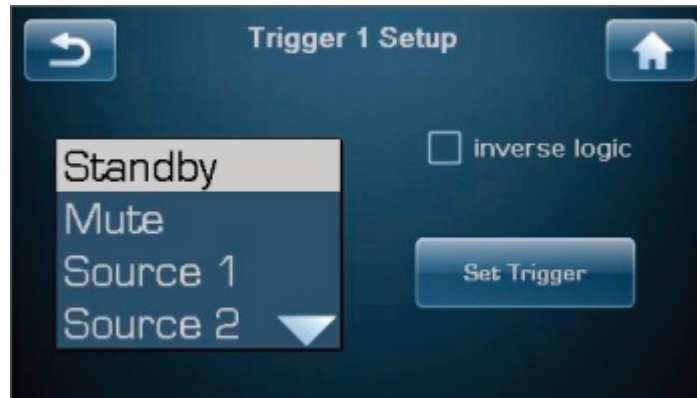 Trigger 1 Setup
Standby
Mute
Source 1
Source 2
inverse logic
Set Trigger